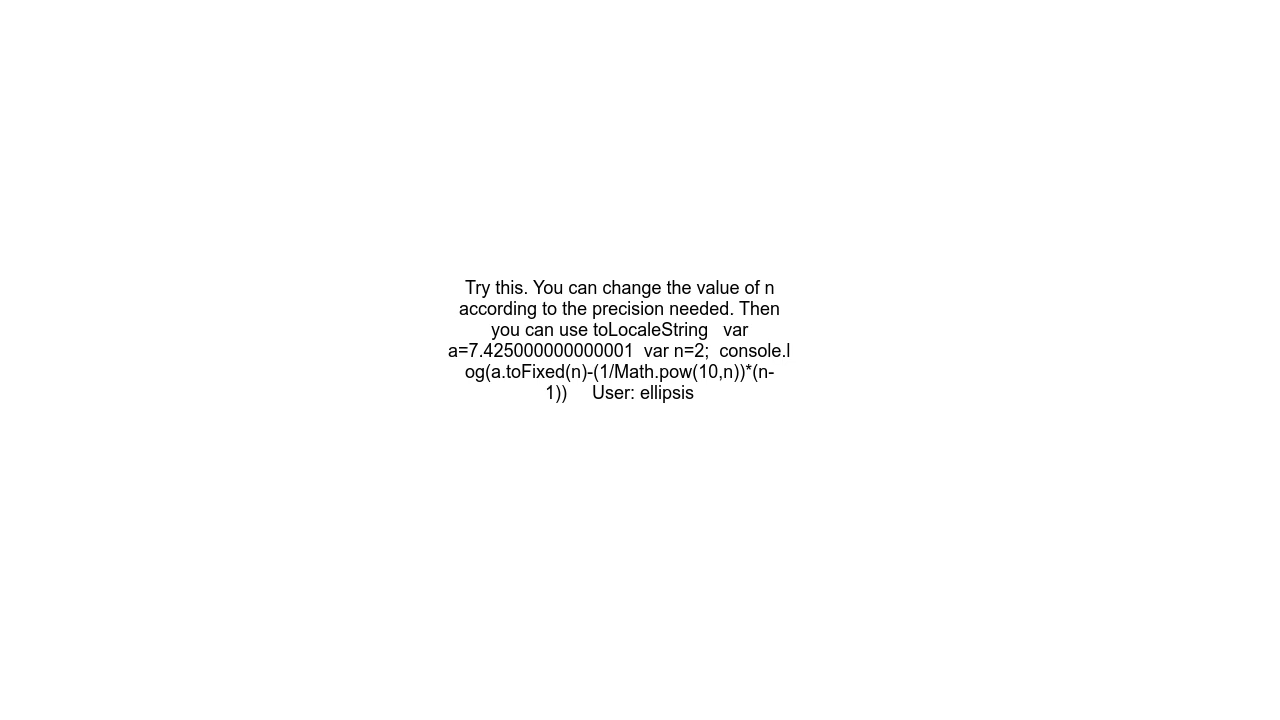 Try this. You can change the value of n
according to the precision needed. Then
you can use toLocaleString   var
a=7.425000000000001  var n=2;  console.l
og(a.toFixed(n)-(1/Math.pow(10,n))*(n-
1))     User: ellipsis